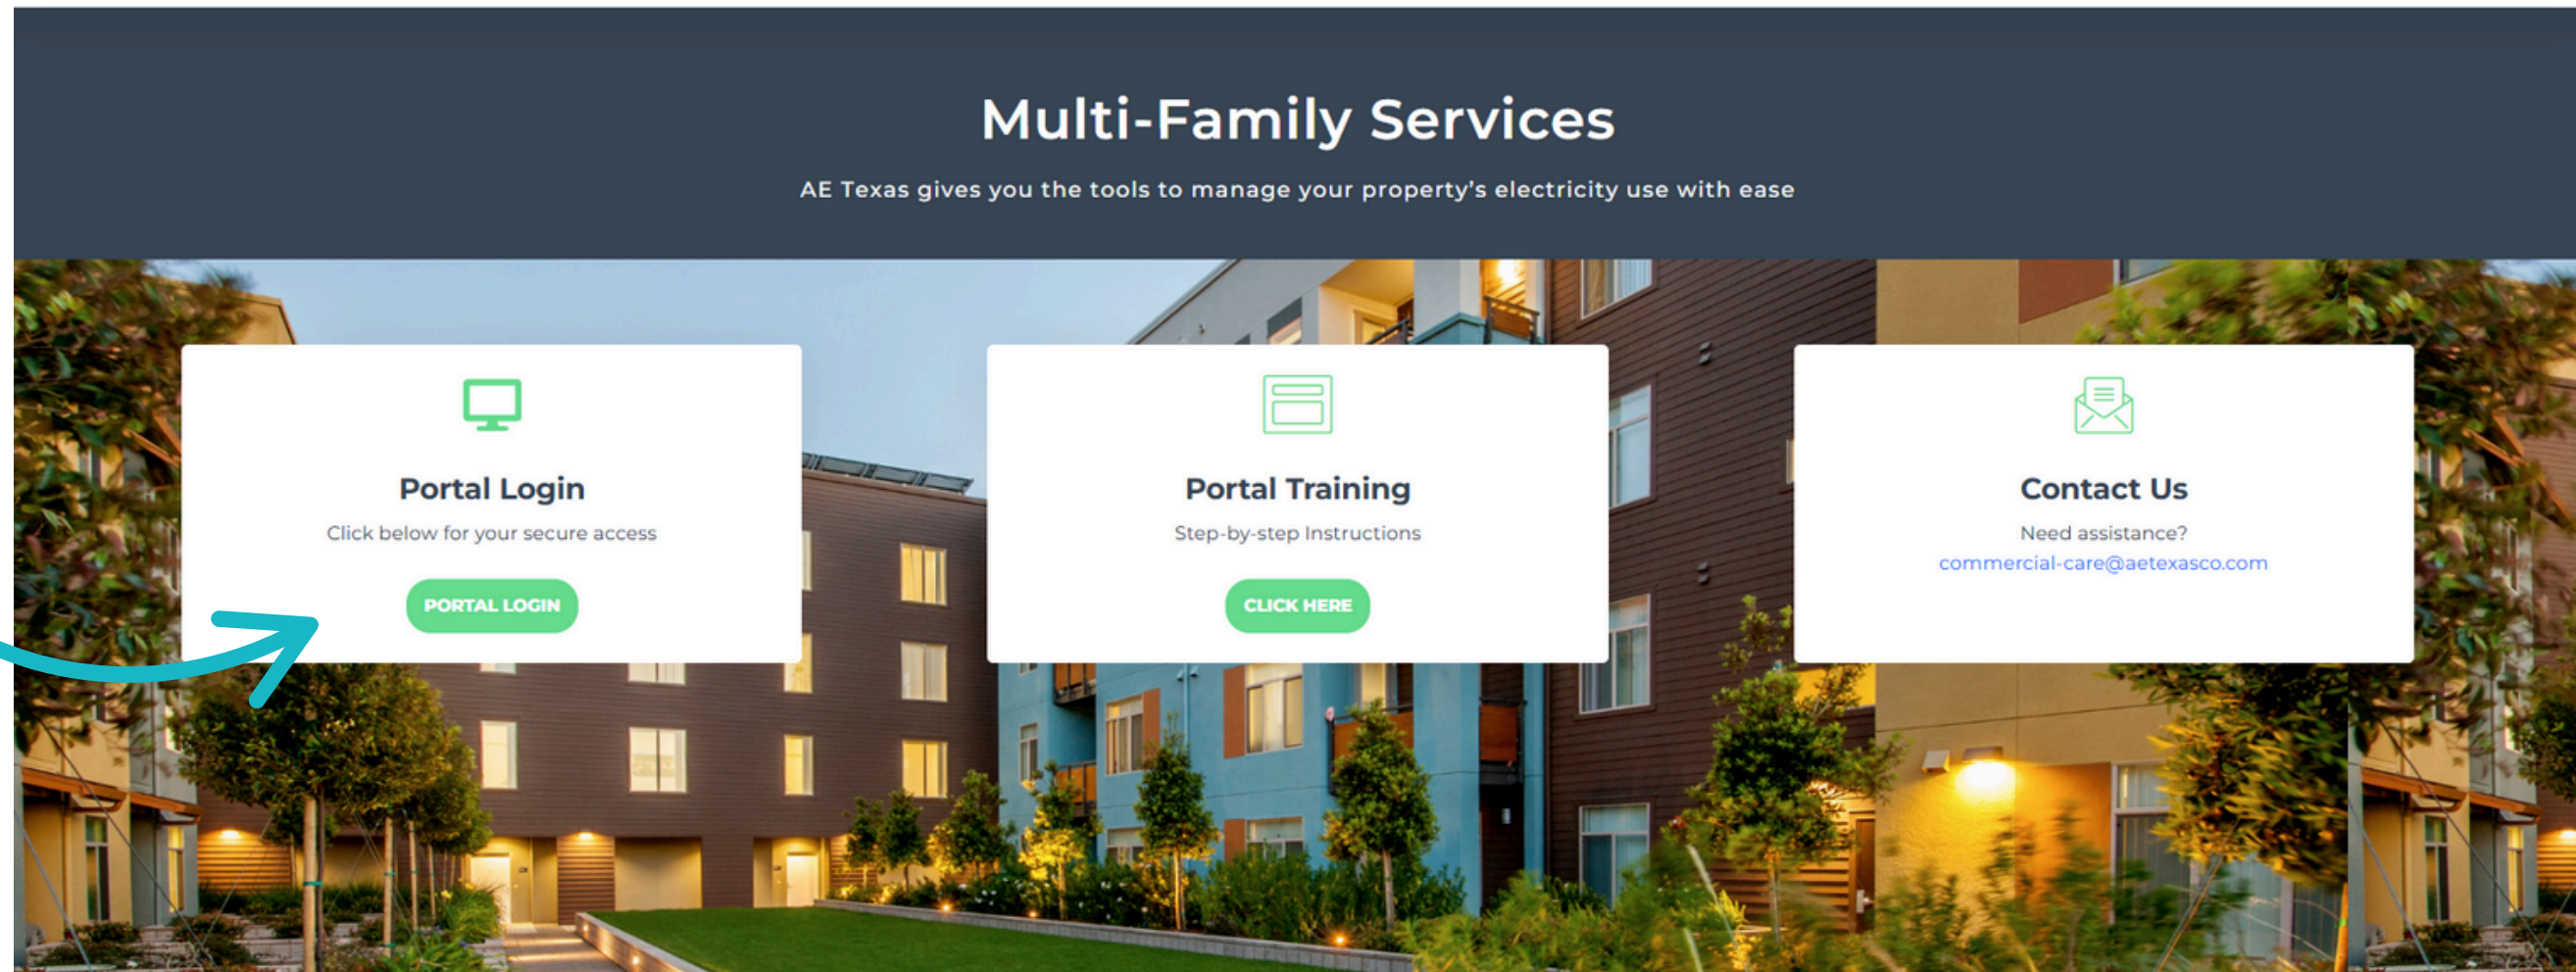 Multi-Family Services
AE Texas gives you the tools to manage your property's electricity use with ease
Portal Login
Click below for your secure access
PORTAL LOGIN
Portal Training
Step-by-step Instructions
CLICK HERE
Contact Us
Need assistance?
commercial-care@aetexasco.com